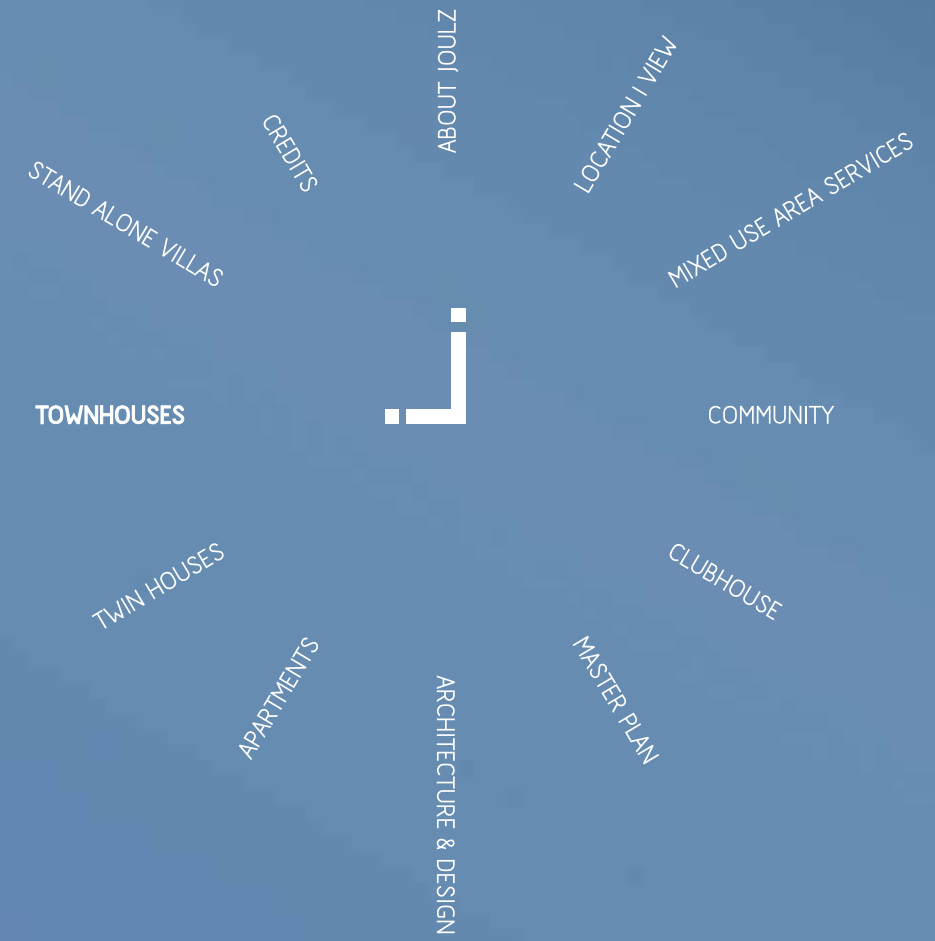 ABOUT JOULZ
LOCATION | VIEW
MIXED USE AREA SERVICES
COMMUNITY
CLUBHOUSE
MASTER PLAN
ARCHITECTURE & DESIGN
APARTMENTS
TWIN HOUSES
TOWNHOUSES
STAND ALONE VILLAS
CREDITS